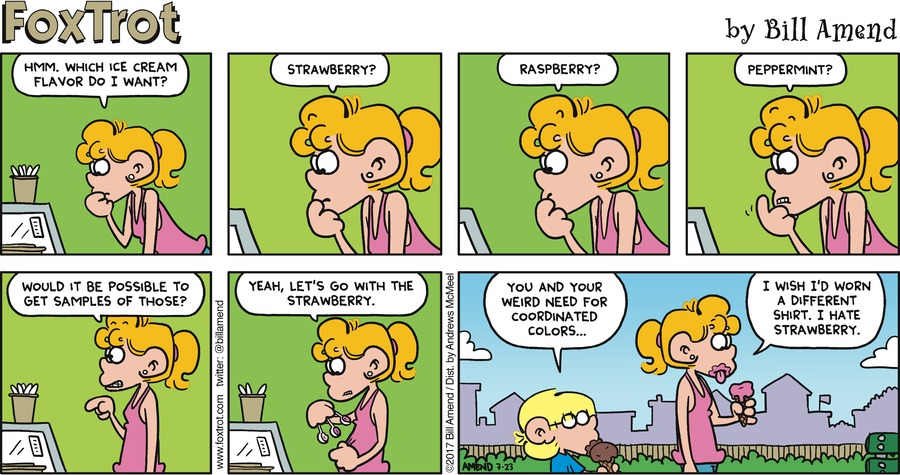 FoxTrot
by Bill Amend
HMM. WHICH ICE CREAM
FLAVOR DO I WANT?
STRAWBERRY?
RASPBERRY?
PEPPERMINT?
WOULD IT BE POSSIBLE TO
GET SAMPLES OF THOSE?
www.foxtrot.com twitter: @billamend
YEAH, LET'S GO WITH THE
STRAWBERRY.
©2017 Bill Amend / Dist. by Andrews McMeel
YOU AND YOUR
WEIRD NEED FOR
COORDINATED
COLORS...
I WISH I'D WORN
A DIFFERENT
SHIRT. I HATE
STRAWBERRY.
AMEND 7-23